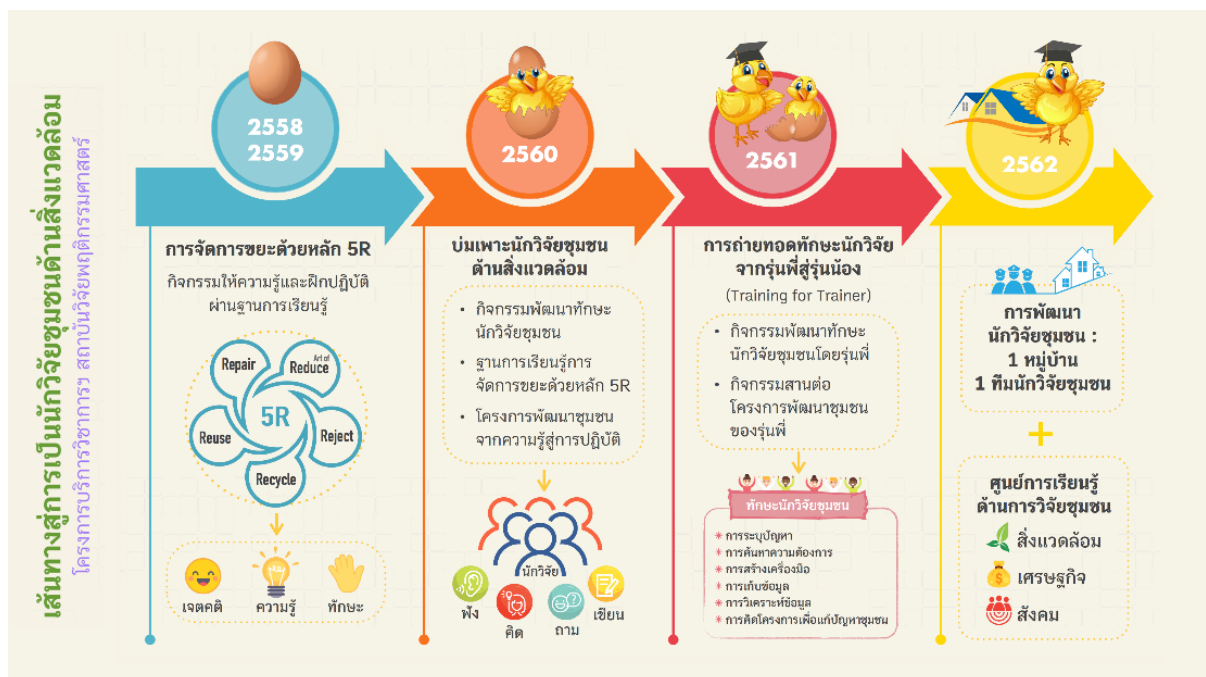 เส้นทางสู่การเป็นนักวิจัยชุมชนด้านสิ่งแวดล้อม
โครงการบริการวิชาการฯ สถาบันวิจัยพฤติกรรมศาสตร์
2558
2559
การจัดการขยะด้วยหลัก 5R
กิจกรรมให้ความรู้และฝึกปฏิบัติ
ผ่านฐานการเรียนรู้
Repair
Art of
Reduce
5R
Reuse
Reject
Recycle
เจตคติ
ความรู้
ทักษะ
2560
บ่มเพาะนักวิจัยชุมชน
ด้านสิ่งแวดล้อม
• กิจกรรมพัฒนาทักษะ
นักวิจัยชุมชน
• ฐานการเรียนรู้การ
จัดการขยะด้วยหลัก 5R
• โครงการพัฒนาชุมชน
จากความรู้สู่การปฏิบัติ
นักวิจัย
ฟัง
คิด
ถาม
เขียน
2561
การถ่ายทอดทักษะนักวิจัย
จากรุ่นพี่สู่รุ่นน้อง
(Training for Trainer)
• กิจกรรมพัฒนาทักษะ
นักวิจัยชุมชนโดยรุ่นพี่
• กิจกรรมสานต่อ
โครงการพัฒนาชุมชน
ของรุ่นพี่
ทักษะนักวิจัยชุมชน
* การระบุปัญหา
* การค้นหาความต้องการ
* การสร้างเครื่องมือ
* การเก็บข้อมูล
* การวิเคราะห์ข้อมูล
* การคิดโครงการเพื่อแก้ปัญหาชุมชน
2562
การพัฒนา
นักวิจัยชุมชน :
1 หมู่บ้าน
1 ทีมนักวิจัยชุมชน
+
ศูนย์การเรียนรู้
ด้านการวิจัยชุมชน
สิ่งแวดล้อม
เศรษฐกิจ
สังคม